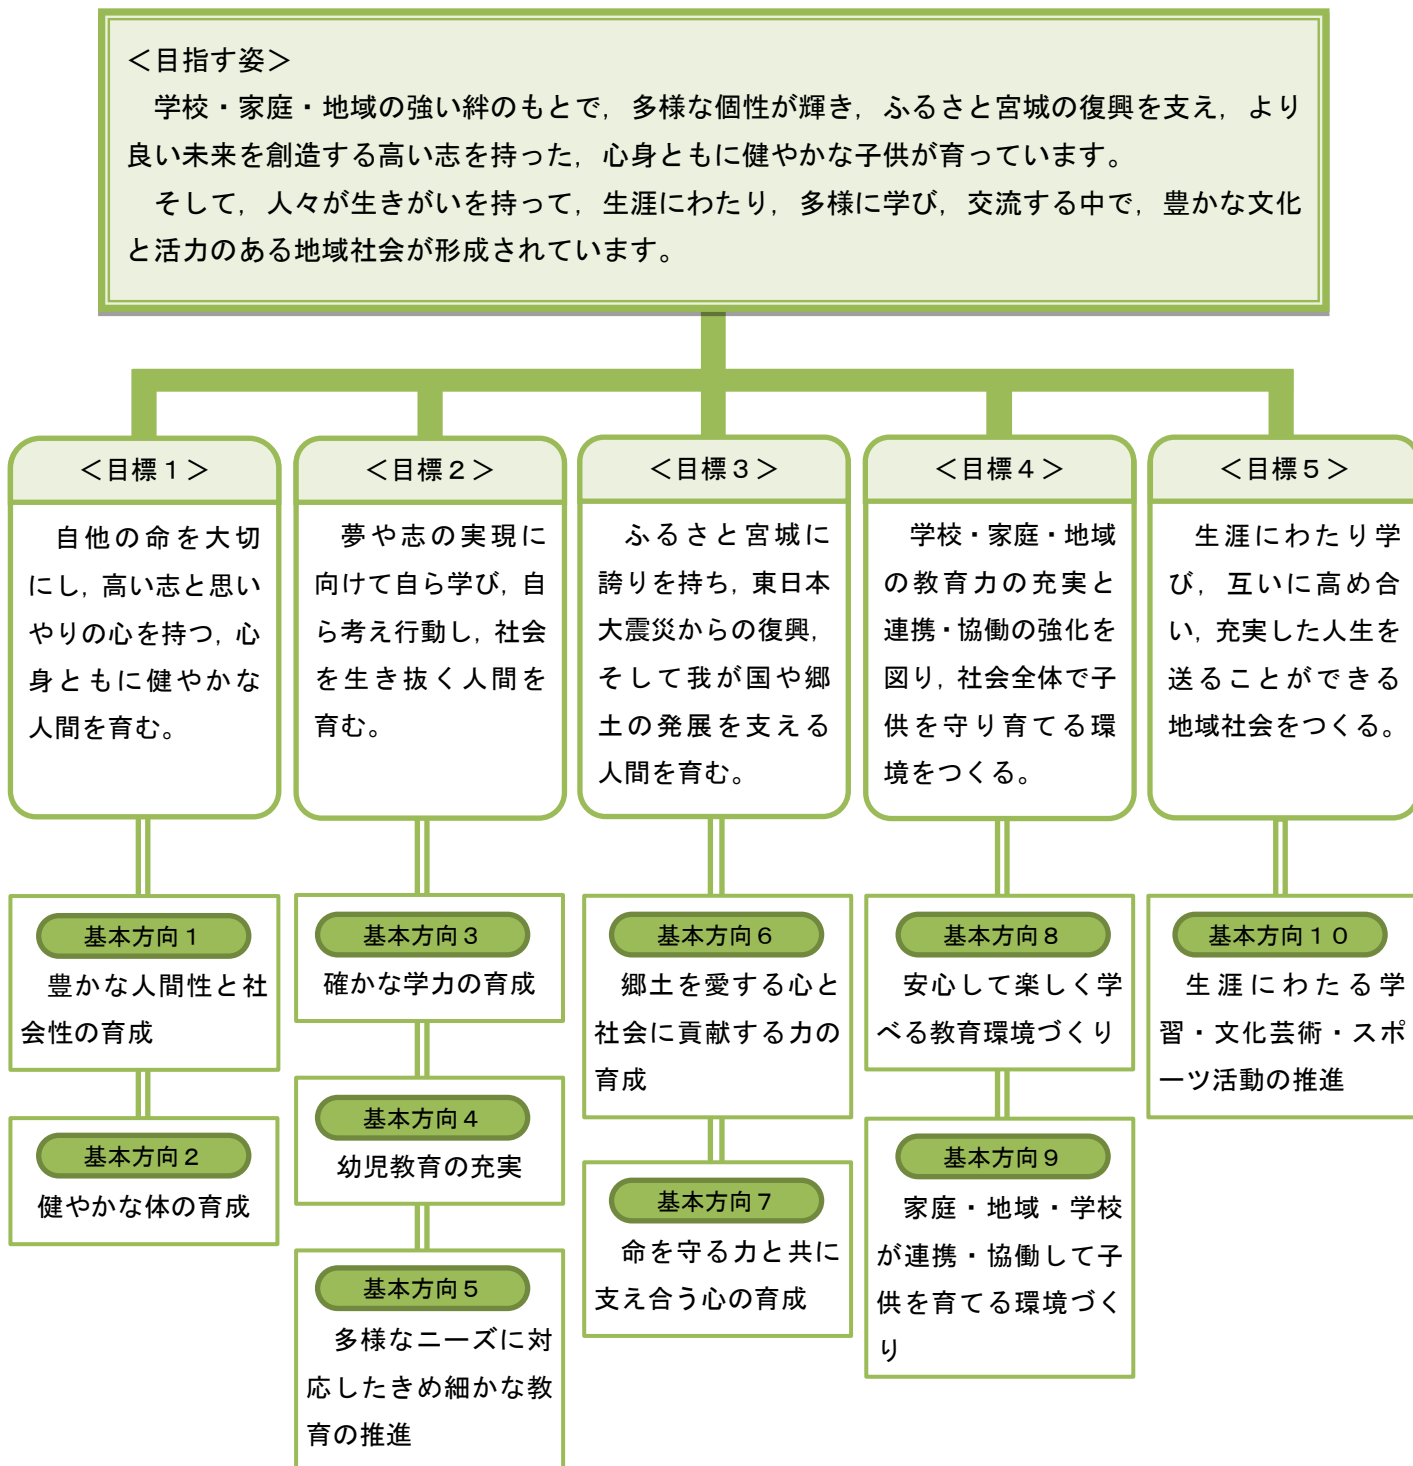 ＜目指す姿＞
学校・家庭・地域の強い絆のもとで，多様な個性が輝き，ふるさと宮城の復興を支え，より
良い未来を創造する高い志を持った，心身ともに健やかな子供が育っています。
そして，人々が生きがいを持って，生涯にわたり，多様に学び，交流する中で，豊かな文化
と活力のある地域社会が形成されています。
＜目標１＞
自他の命を大切
にし，高い志と思い
やりの心を持つ，心
身ともに健やかな
人間を育む。
＜目標２＞
夢や志の実現に
向けて自ら学び，自
ら考え行動し，社会
を生き抜く人間を
育む。
＜目標３＞
ふるさと宮城に
誇りを持ち，東日本
大震災からの復興，
そして我が国や郷
土の発展を支える
人間を育む。
＜目標４＞
学校・家庭・地域
の教育力の充実と
連携・協働の強化を
図り，社会全体で子
供を守り育てる環
境をつくる。
＜目標５＞
生涯にわたり学
び，互いに高め合
い，充実した人生を
送ることができる
地域社会をつくる。
基本方向１
豊かな人間性と社
会性の育成
基本方向２
健やかな体の育成
基本方向３
確かな学力の育成
基本方向４
幼児教育の充実
基本方向５
多様なニーズに対
応したきめ細かな教
育の推進
基本方向６
郷土を愛する心と
社会に貢献する力の
育成
基本方向７
命を守る力と共に
支え合う心の育成
基本方向８
安心して楽しく学
べる教育環境づくり
基本方向９
家庭・地域・学校
が連携・協働して子
供を育てる環境づく
り
基本方向１０
生涯にわたる学
習・文化芸術・スポ
ーツ活動の推進